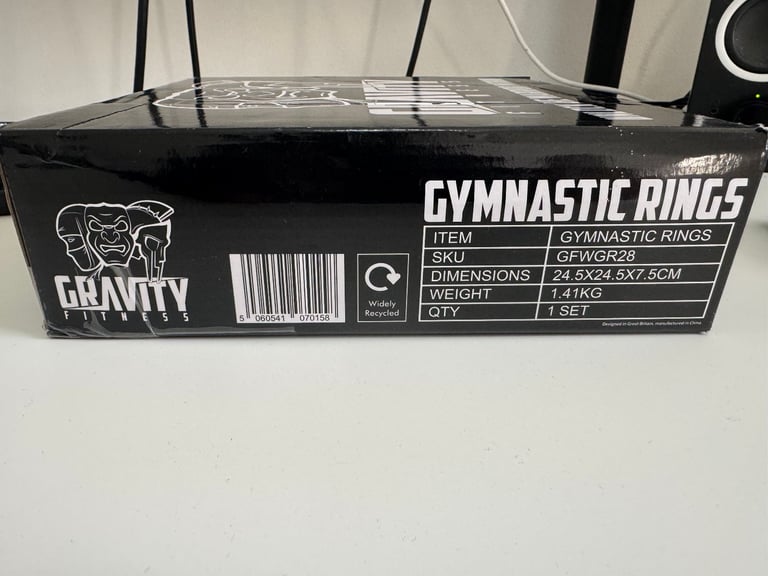 GYMNASTIC RINGS
ITEM GYMNASTIC RINGS
SKU GFWGR28
DIMENSIONS 24.5X24.5X7.5CM
WEIGHT 1.41KG
QTY 1 SET
Designed in Great Britain, manufactured in China
GRAVITY
FITNESS
5 060541 070158
Widely
Recycled